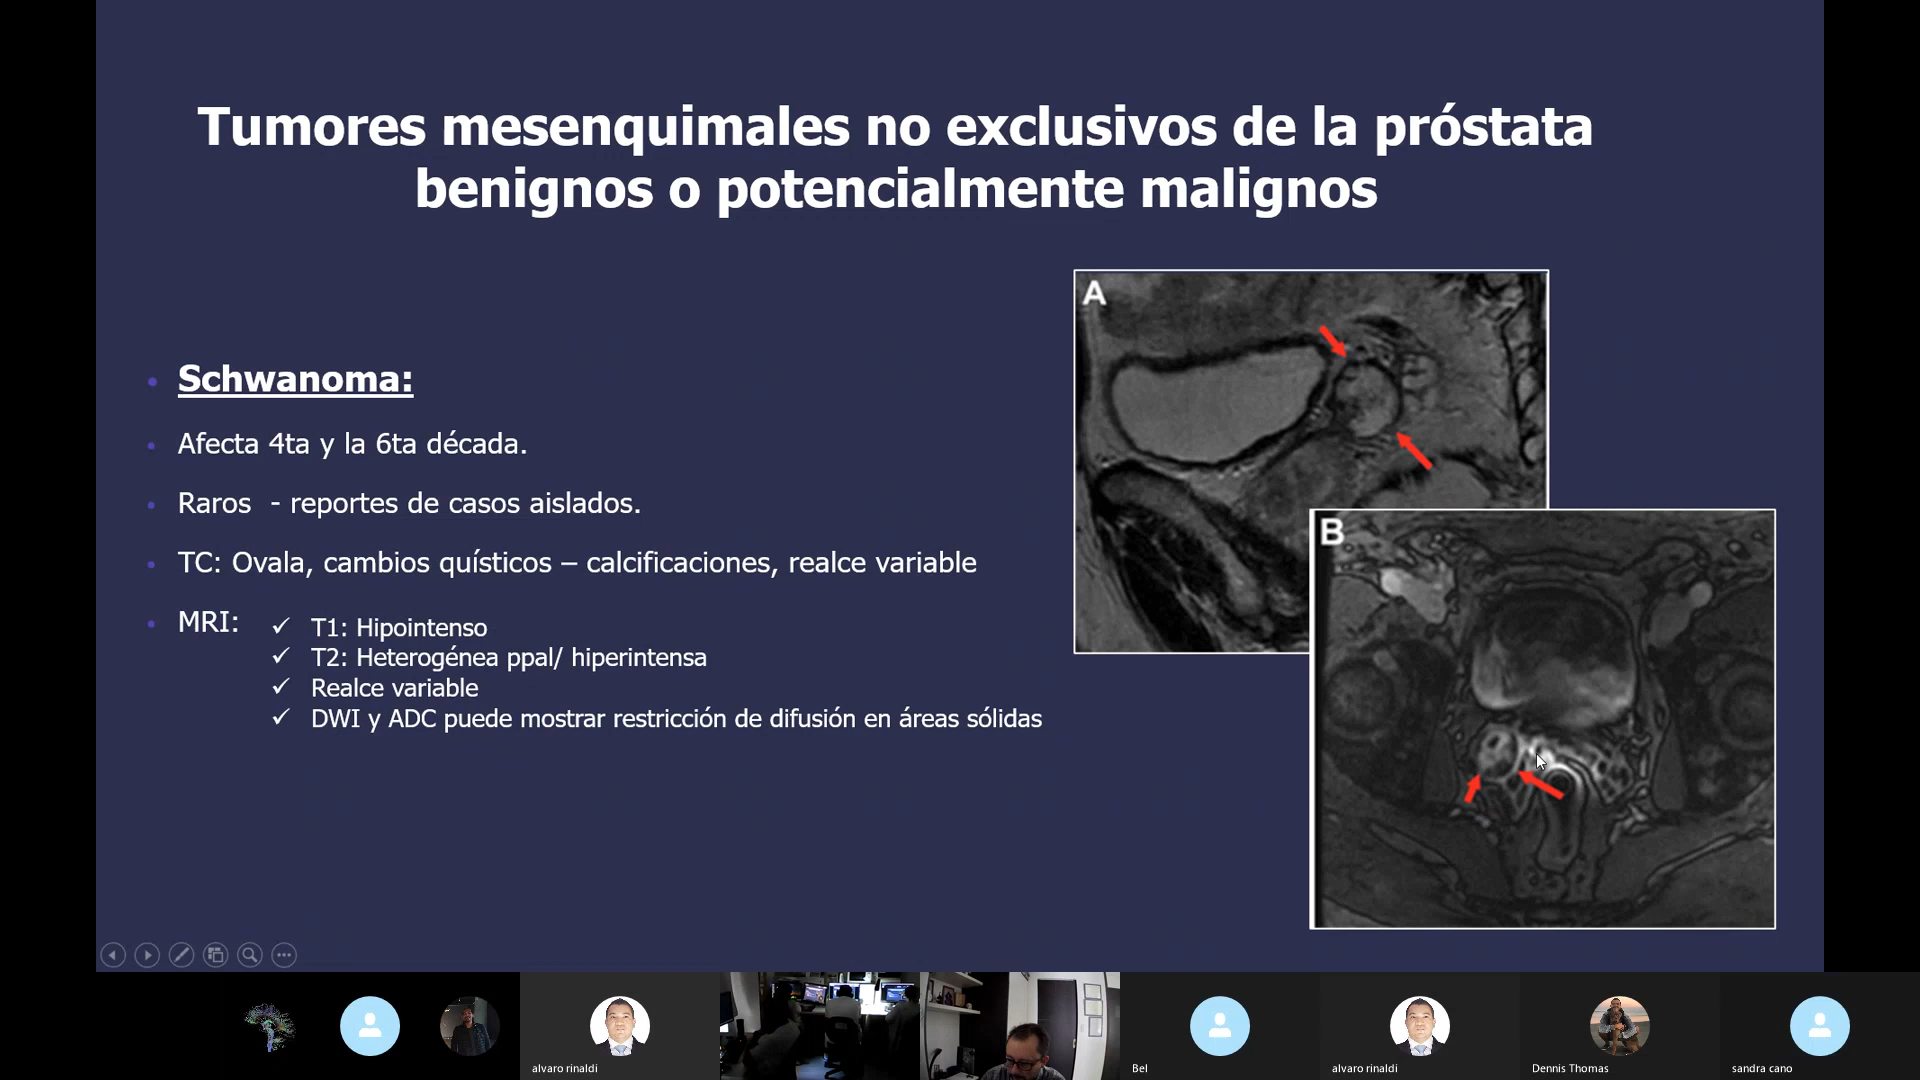 Tumores mesenquimales no exclusivos de la próstata
benignos o potencialmente malignos
A
Schwanoma:
Afecta 4ta y la 6ta década.
Raros - reportes de casos aislados.
TC: Ovala, cambios quísticos – calcificaciones, realce variable
MRI:
T1: Hipointenso
T2: Heterogénea ppal/ hiperintensa
Realce variable
DWI y ADC puede mostrar restricción de difusión en áreas sólidas
B
alvaro rinaldi
Bel
alvaro rinaldi
Dennis Thomas
sandra cano